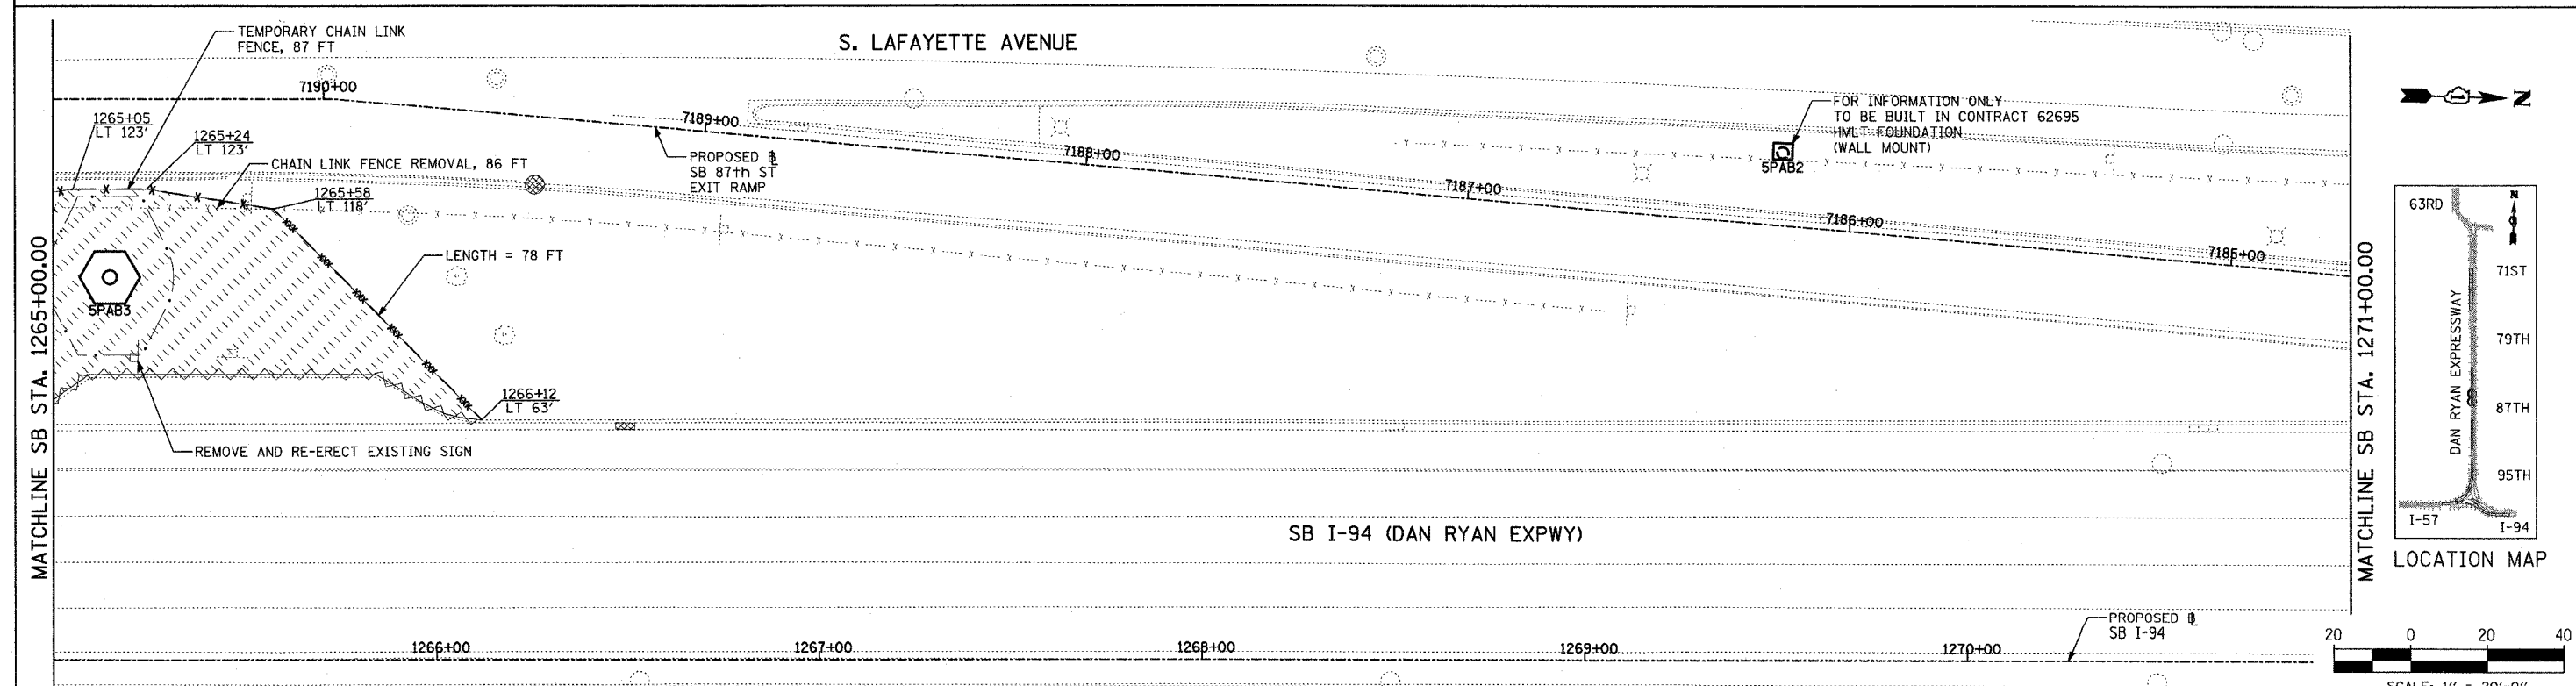 TEMPORARY CHAIN LINK
FENCE, 87 FT
S. LAFAYETTE AVENUE
7190+00
7189+00
7188+00
7187+00
7186+00
7185+00
1265+05
LT 123'
1265+24
LT 123'
CHAIN LINK FENCE REMOVAL, 86 FT
1265+58
LT 118'
PROPOSED ℄
SB 87th ST
EXIT RAMP
FOR INFORMATION ONLY
TO BE BUILT IN CONTRACT 62695
HMLT FOUNDATION
(WALL MOUNT)
5PAB2
LENGTH = 78 FT
5PAB3
1266+12
LT 63'
REMOVE AND RE-ERECT EXISTING SIGN
MATCHLINE SB STA. 1265+00.00
MATCHLINE SB STA. 1271+00.00
SB I-94 (DAN RYAN EXPWY)
1266+00
1267+00
1268+00
1269+00
1270+00
PROPOSED ℄
SB I-94
N
63RD
N
71ST
79TH
DAN RYAN EXPRESSWAY
87TH
95TH
I-57
I-94
LOCATION MAP
20
0
20
40